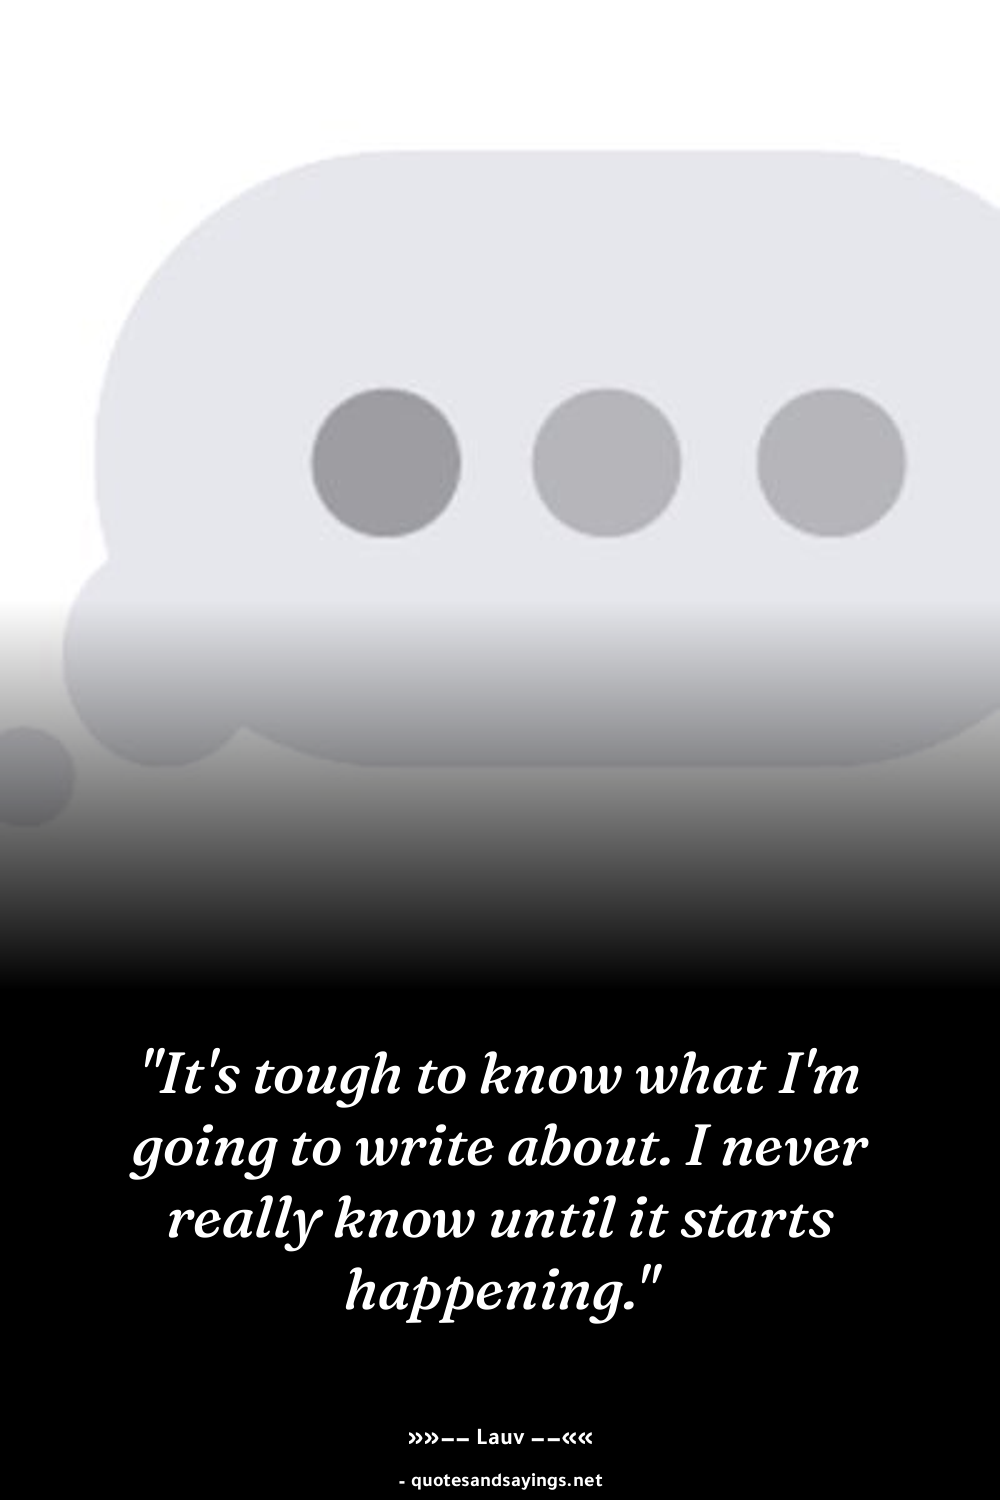 "It's tough to know what I'm
going to write about. I never
really know until it starts
happening."
»»−− Lauv −−««
- quotesandsayings.net